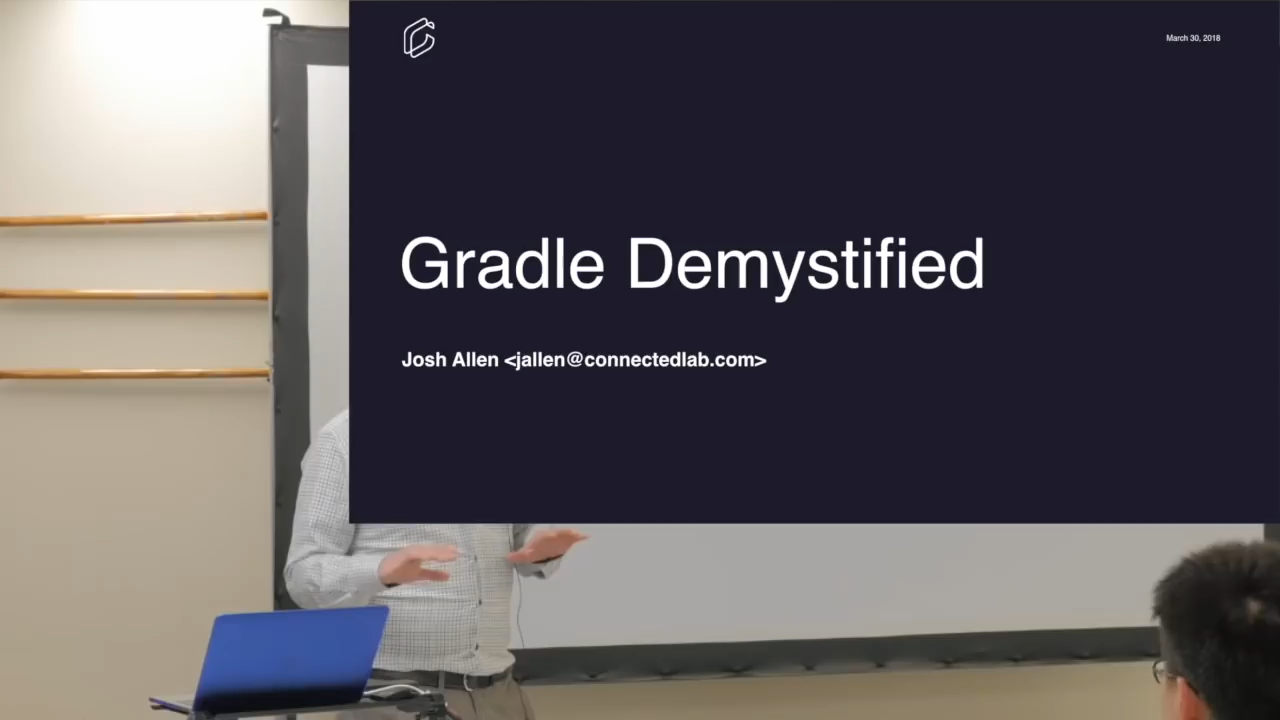 March 30, 2018
Gradle Demystified
Josh Allen <jallen@connectedlab.com>